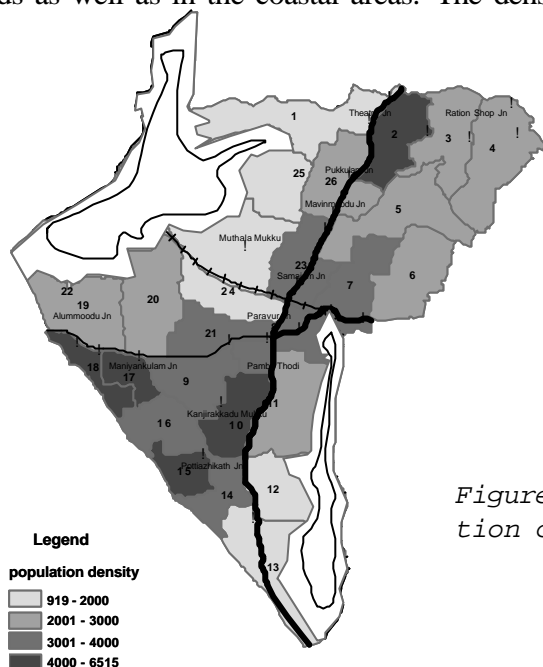 ds as well as in the coastal areas. The dens
1
Theatre Jn
2
Ration Shop Jn
3
4
25
Pukkulam Jn
26
Mavinmoodu Jn
5
Muthala Mukku
23
6
7
24
22
19
20
Alummoodu Jn
Paravur Jn
21
Maniyankulam Jn
Pambu Thodi
18
17
9
11
Kanjirakkadu Mukku
16
10
Pottiazhikath Jn
15
12
14
13
Figure
tion o
Legend
population density
919 - 2000
2001 - 3000
3001 - 4000
4000 - 6515